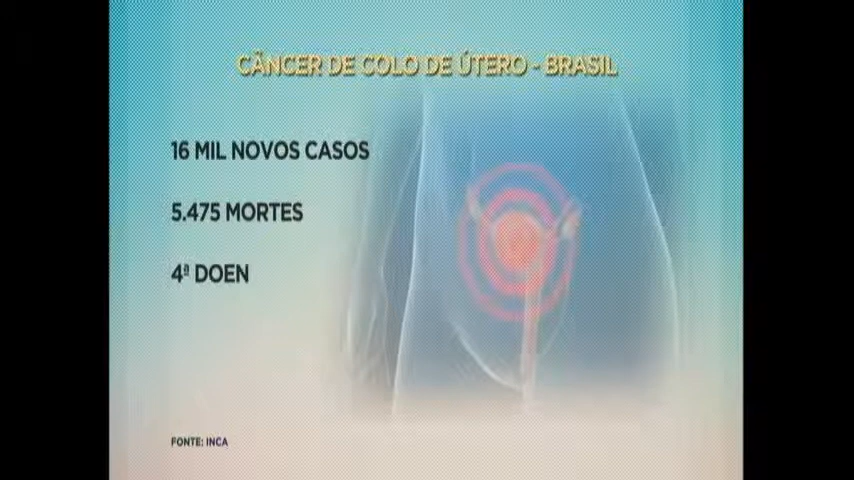 CÂNCER DE COLO DE ÚTERO - BRASIL
16 MIL NOVOS CASOS
5.475 MORTES
4ª DOEN
FONTE: INCA